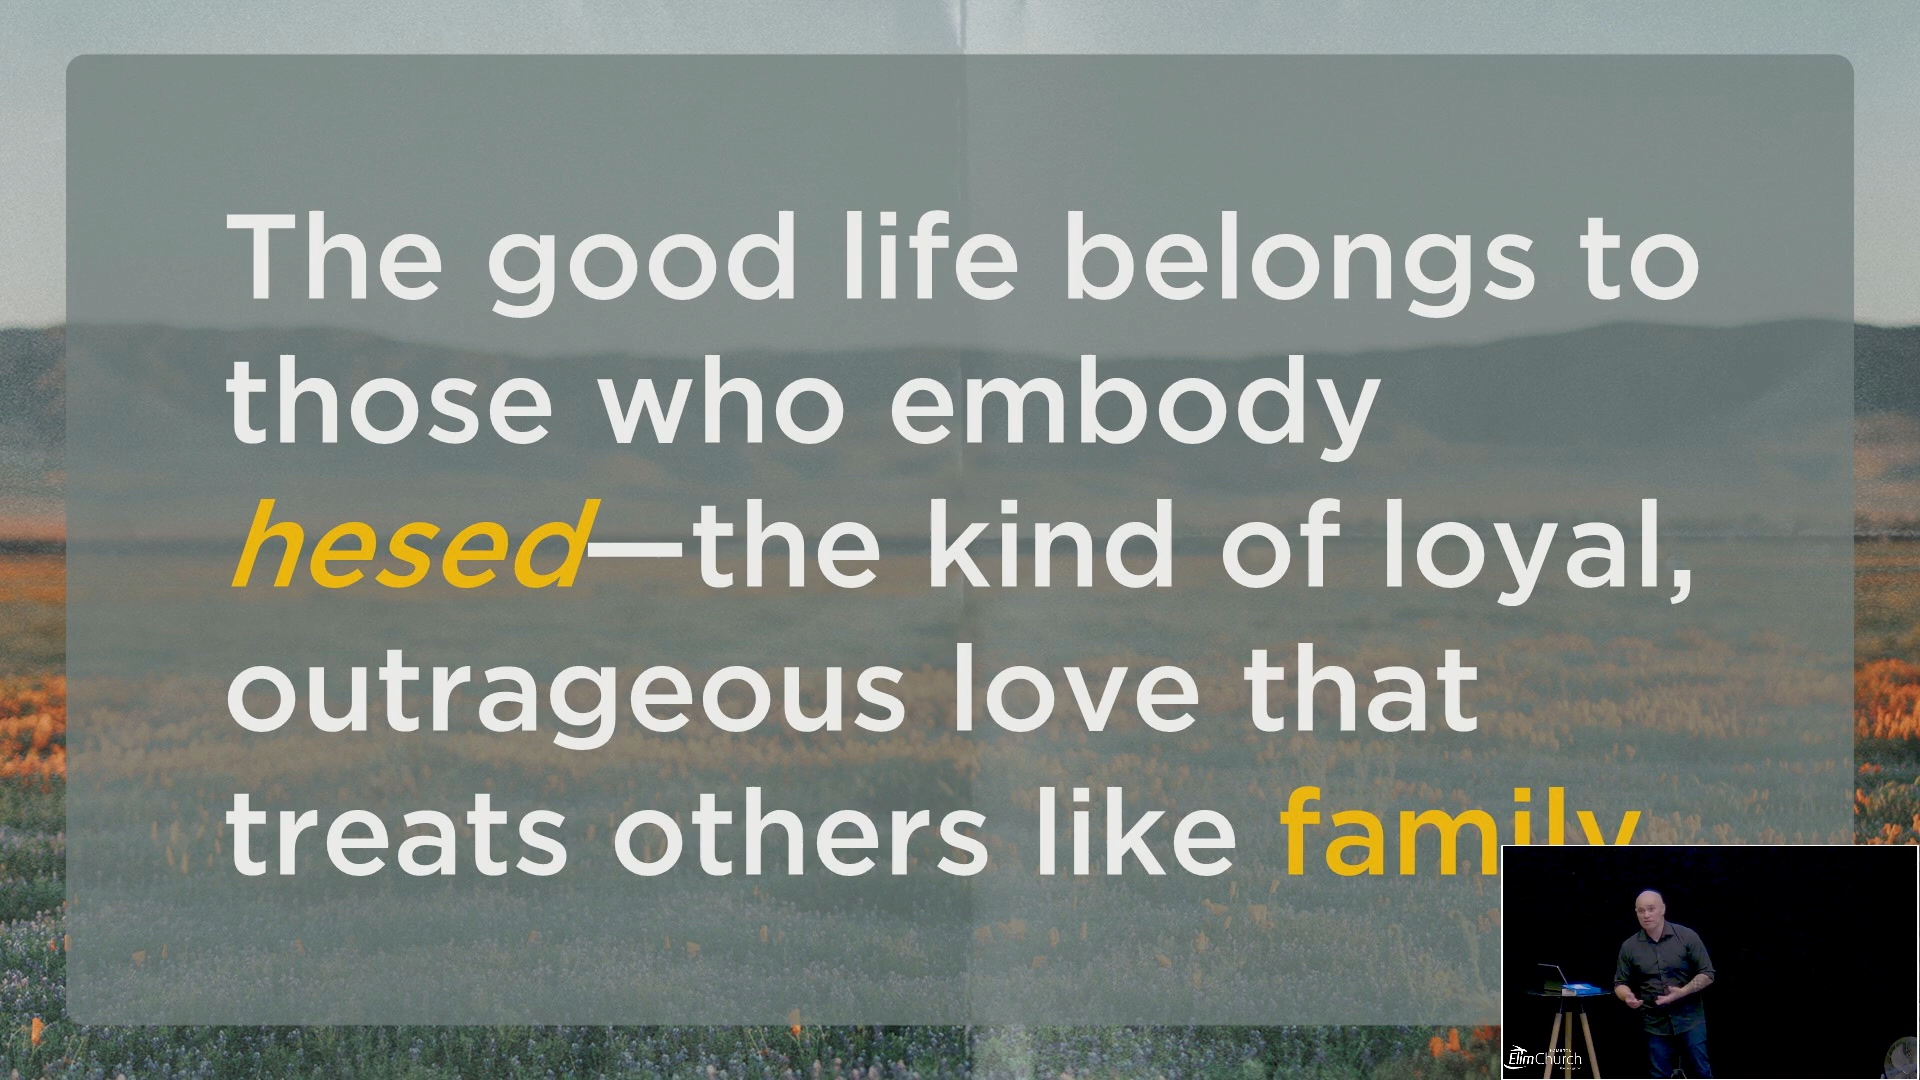 The good life belongs to
those who embody
hesed—the kind of loyal,
outrageous love that
treats others like family
ElimChurch